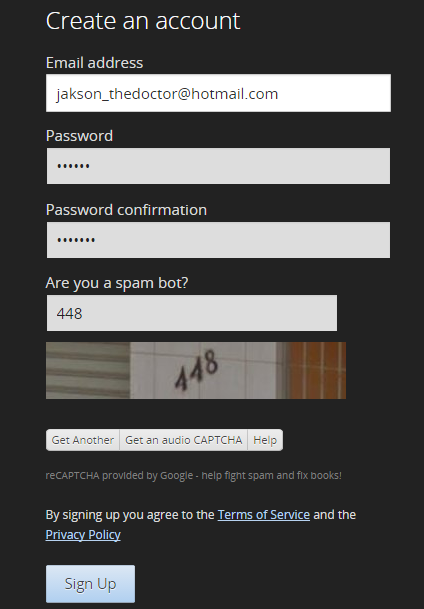 Create an account
Email address
jakson_thedoctor@hotmail.com
Password
••••••
Password confirmation
•••••••
Are you a spam bot?
448
448
Get Another Get an audio CAPTCHA Help
reCAPTCHA provided by Google - help fight spam and fix books!
By signing up you agree to the Terms of Service and the
Privacy Policy
Sign Up